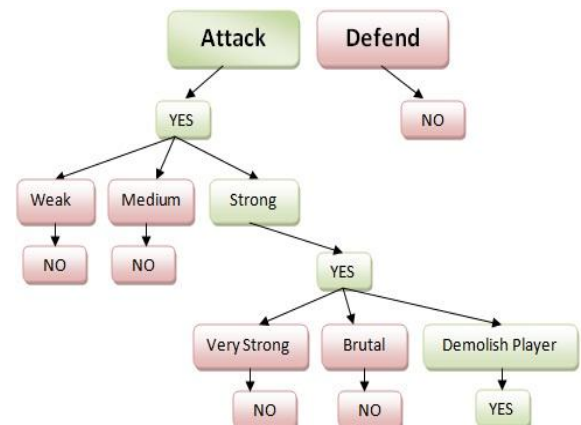 Attack
Defend
YES
NO
Weak
Medium
Strong
NO
NO
YES
Very Strong
Brutal
Demolish Player
NO
NO
YES